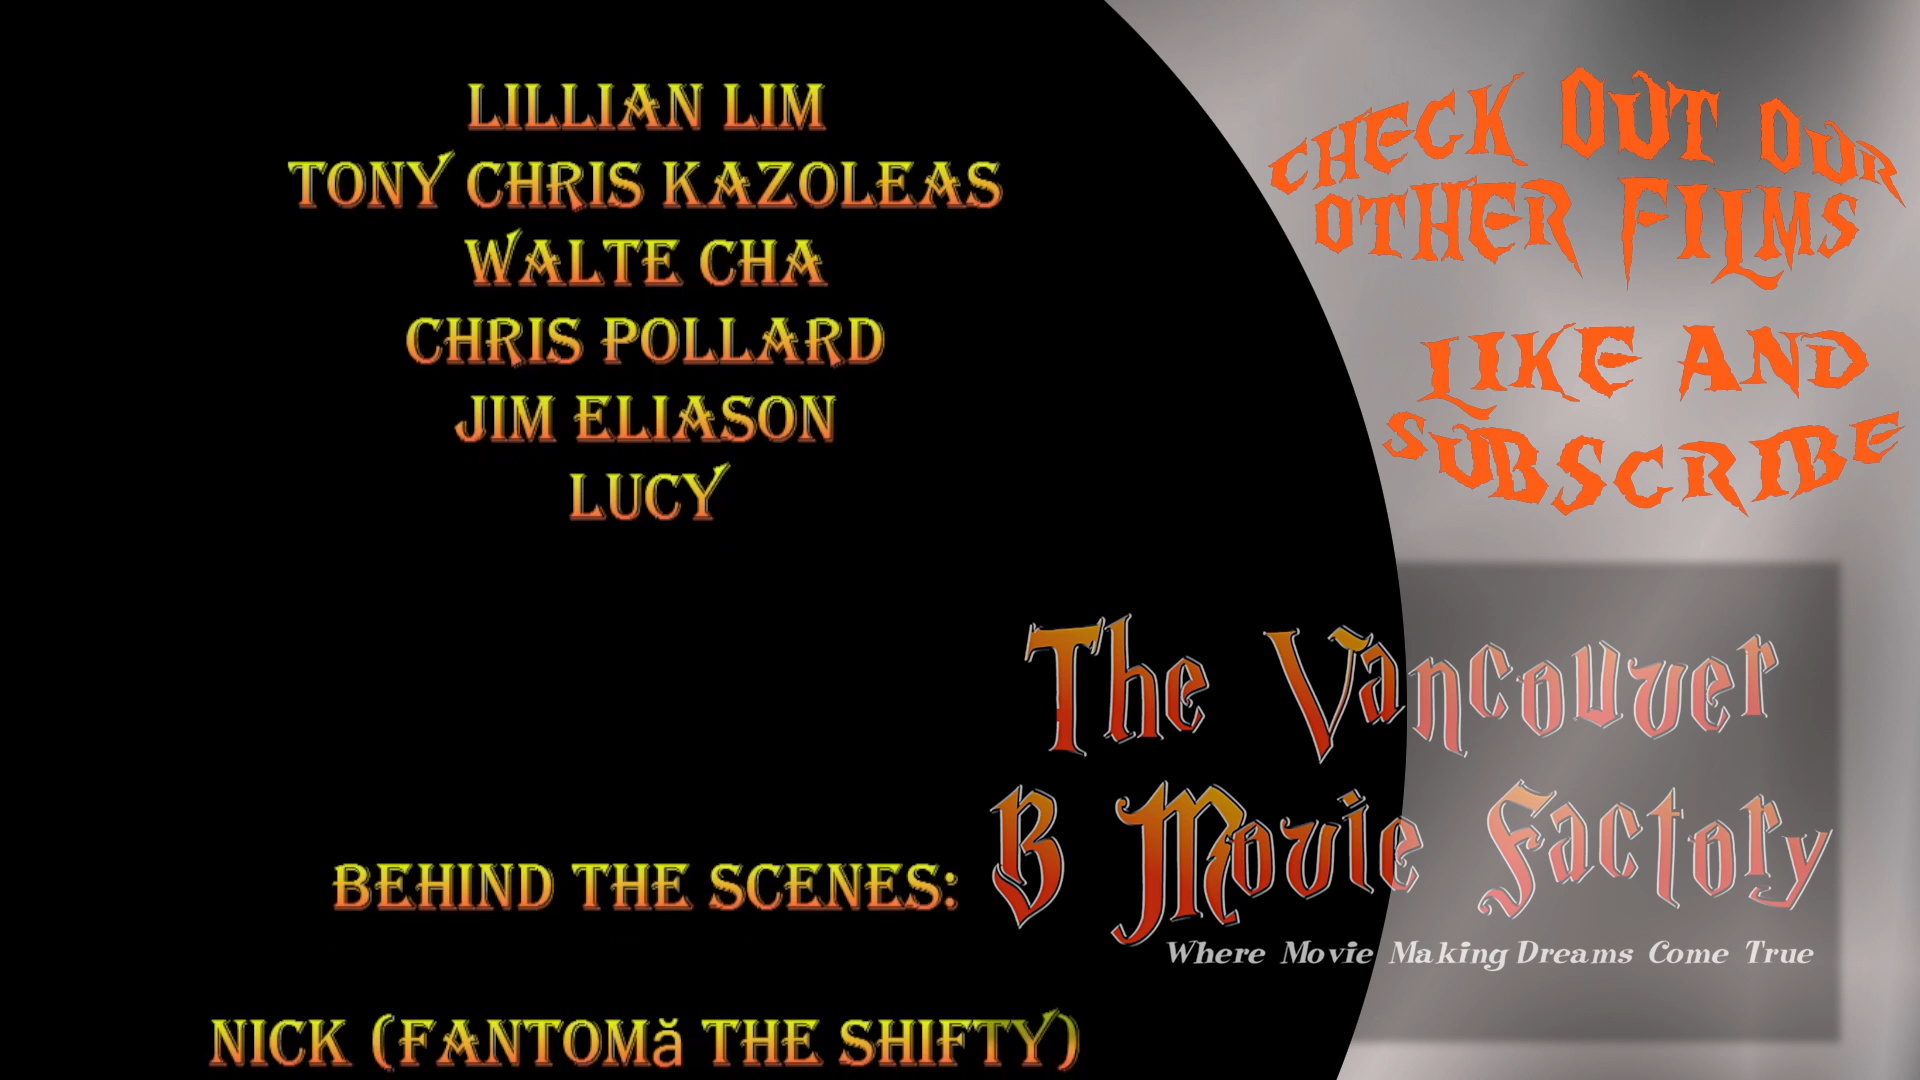 LILLIAN LIM
TONY CHRIS KAZOLEAS
WALTE CHA
CHRIS POLLARD
JIM ELIASON
LUCY
BEHIND THE SCENES:
NICK (FANTOMă THE SHIFTY)
CHECK OUT OUR
OTHER FILMS
LIKE AND
SUBSCRIBE
The Vancouver
B Movie Factory
Where Movie Making Dreams Come True